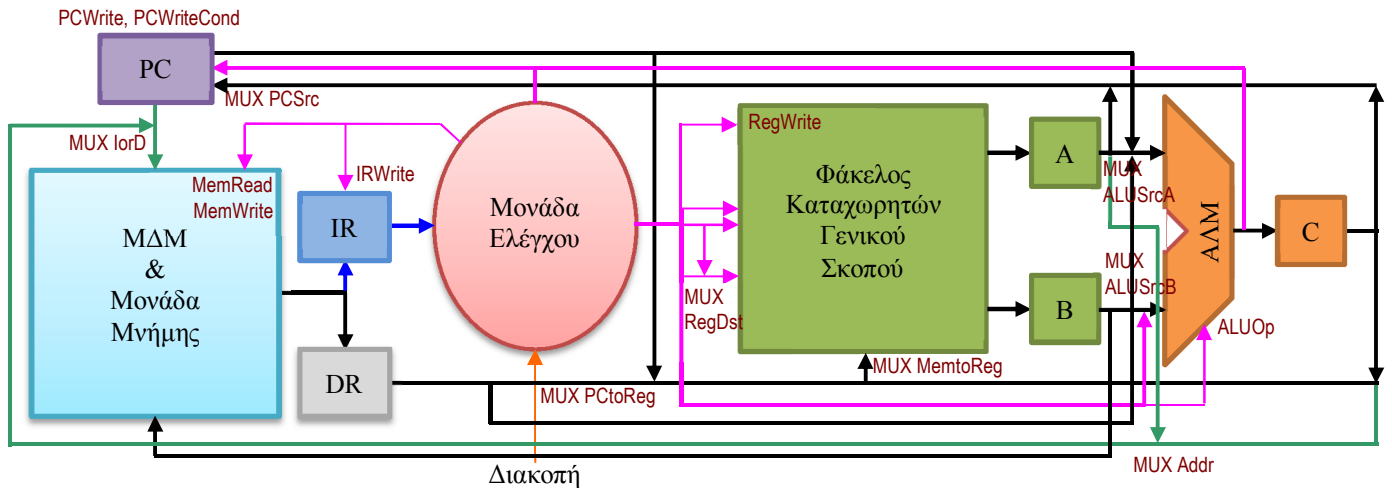 PCWrite, PCWriteCond
PC
MUX PCSrc
MUX IorD
MemRead
MemWrite
IRWrite
RegWrite
ΜΔΜ
&
Μονάδα
Μνήμης
IR
Μονάδα
Ελέγχου
Φάκελος
Καταχωρητών
Γενικού
Σκοπού
A
MUX
ALUSrcA
ΑΛΜ
C
MUX
RegDst
B
MUX
ALUSrcB
ALUOp
DR
MUX PCtoReg
MUX MemtoReg
Διακοπή
MUX Addr